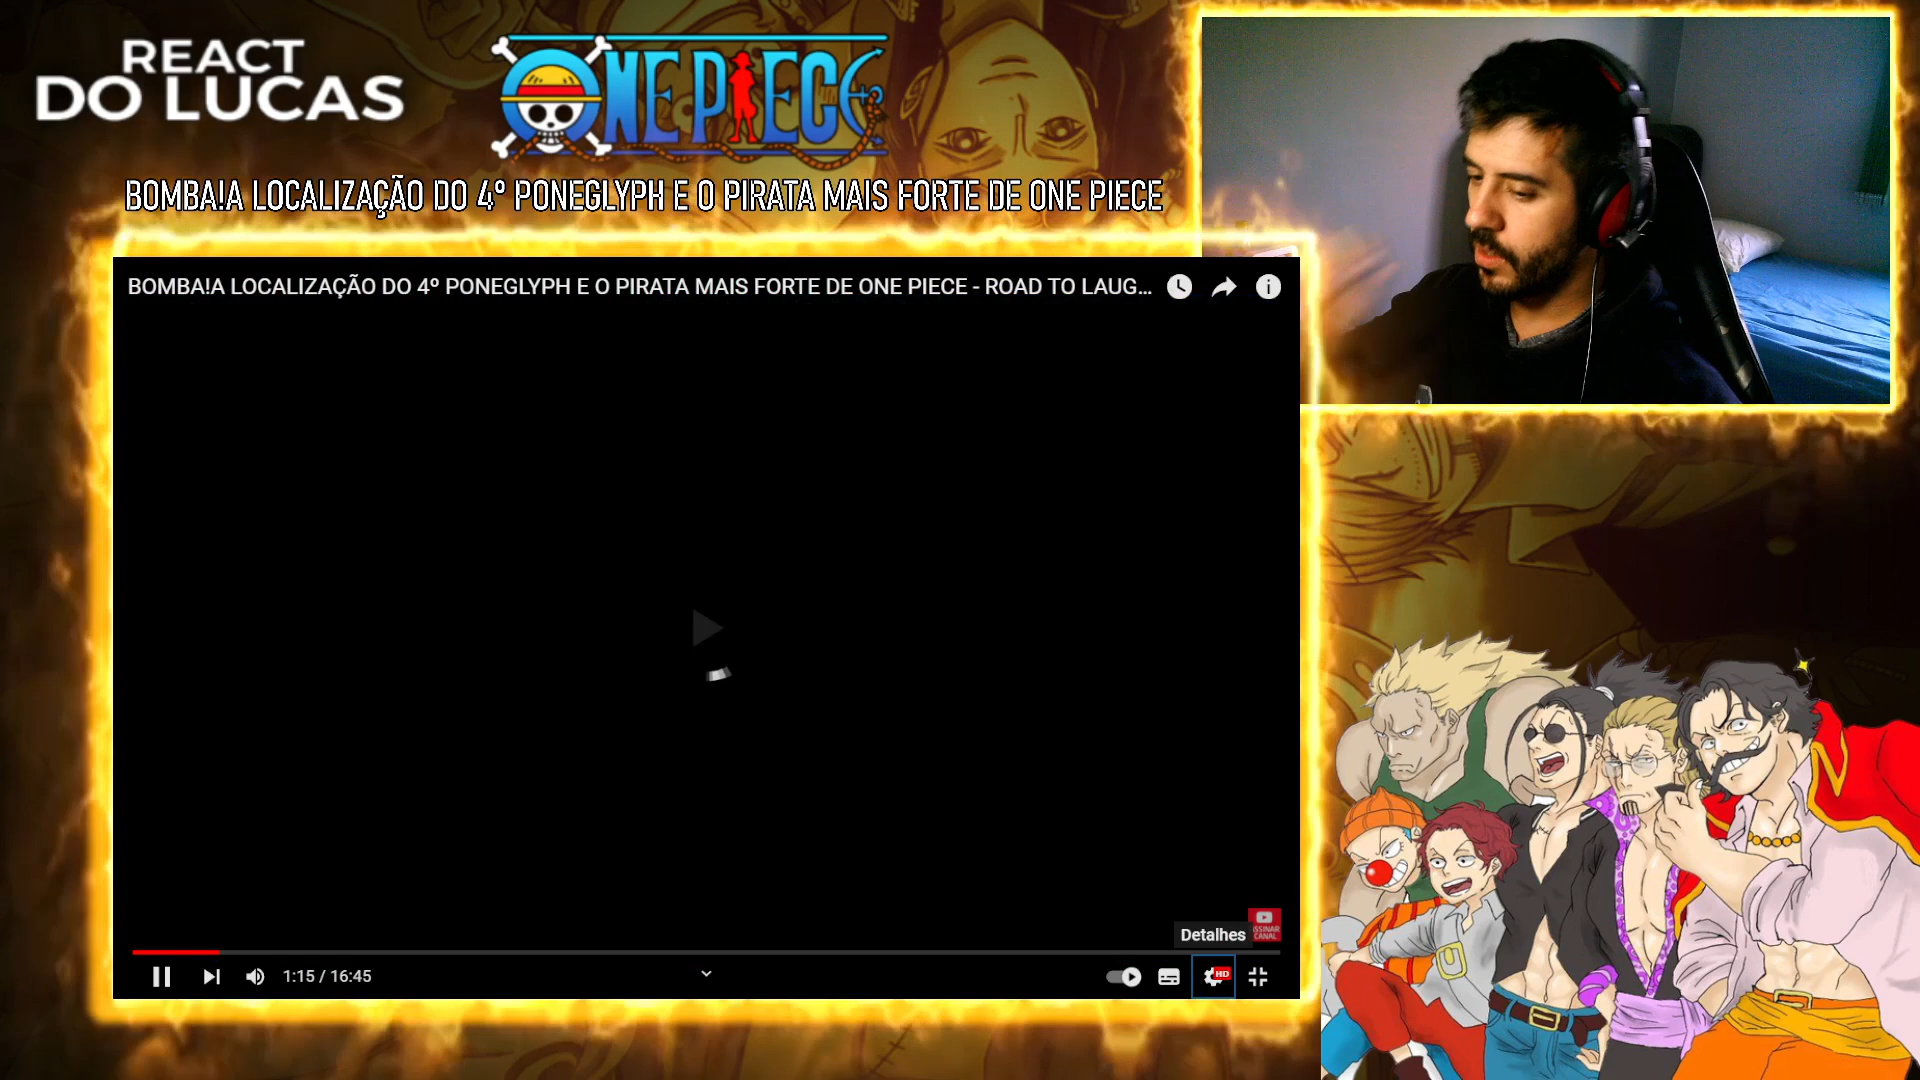 REACT
DO LUCAS
ONE PIECE
BOMBA!A LOCALIZAÇÃO DO 4º PONEGLYPH E O PIRATA MAIS FORTE DE ONE PIECE
BOMBA!A LOCALIZAÇÃO DO 4º PONEGLYPH E O PIRATA MAIS FORTE DE ONE PIECE - ROAD TO LAUG...
Detalhes
CANAL
1:15 / 16:45
HD